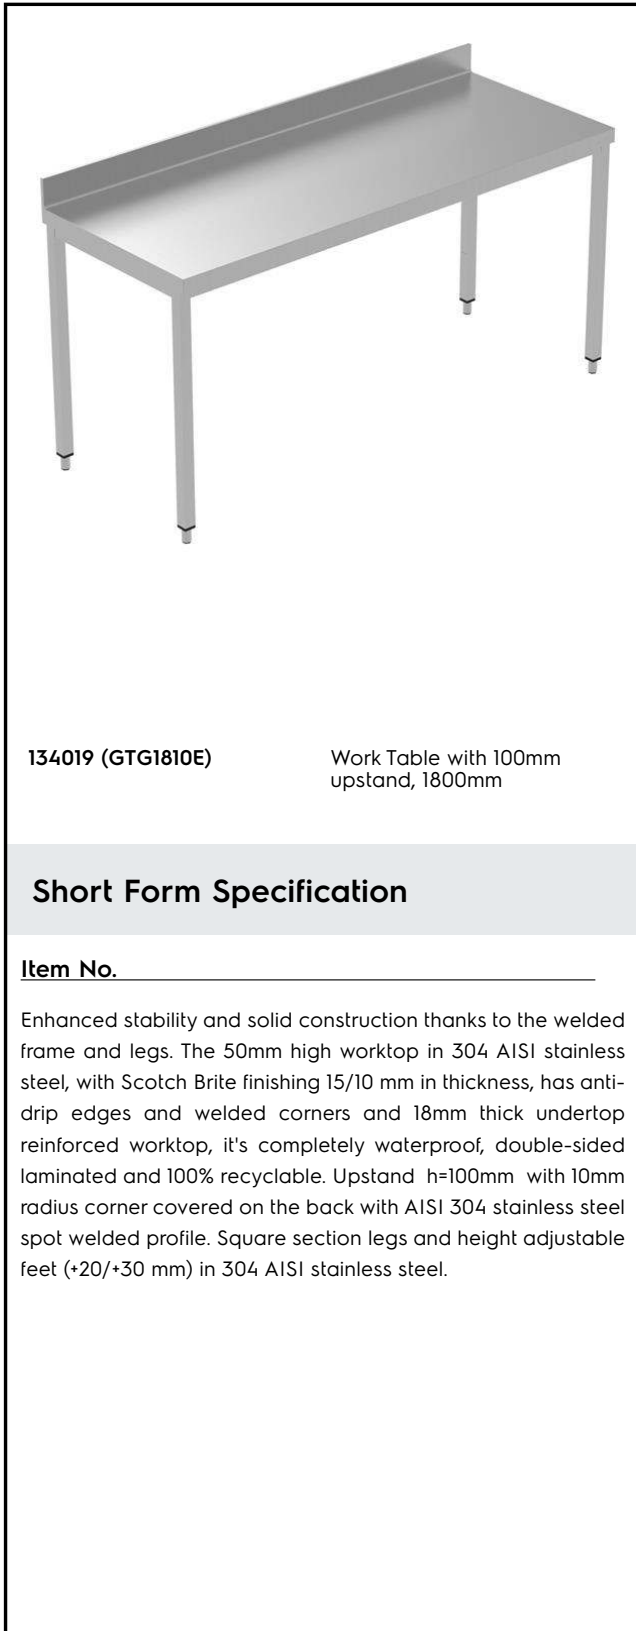 134019 (GTG1810E)
Work Table with 100mm
upstand, 1800mm
Short Form Specification
Item No.
Enhanced stability and solid construction thanks to the welded
frame and legs. The 50mm high worktop in 304 AISI stainless
steel, with Scotch Brite finishing 15/10 mm in thickness, has anti-
drip edges and welded corners and 18mm thick undertop
reinforced worktop, it's completely waterproof, double-sided
laminated and 100% recyclable. Upstand h=100mm with 10mm
radius corner covered on the back with AISI 304 stainless steel
spot welded profile. Square section legs and height adjustable
feet (+20/+30 mm) in 304 AISI stainless steel.